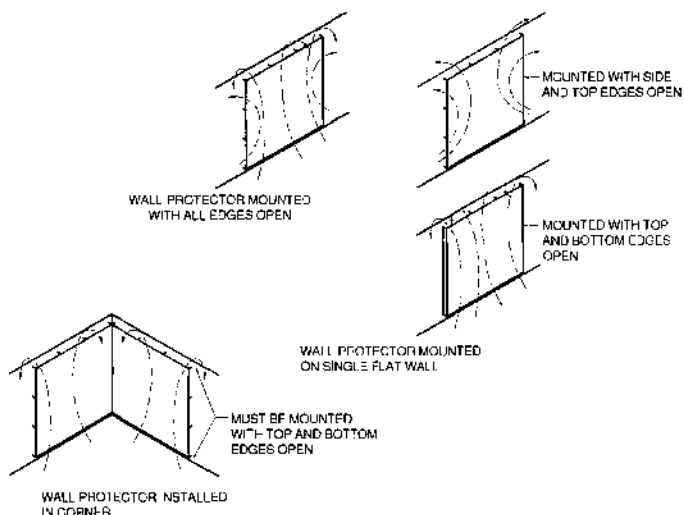 MOUNTED WITH SIDE
AND TOP EDGES OPEN
WALL PROTECTOR MOUNTED
WITH ALL EDGES OPEN
MOUNTED WITH TOP
AND BOTTOM EDGES
OPEN
WALL PROTECTOR MOUNTED
ON SINGLE FLAT WALL
MUST BE MOUNTED
WITH TOP AND BOTTOM
EDGES OPEN
WALL PROTECTOR INSTALLED
IN CORNER